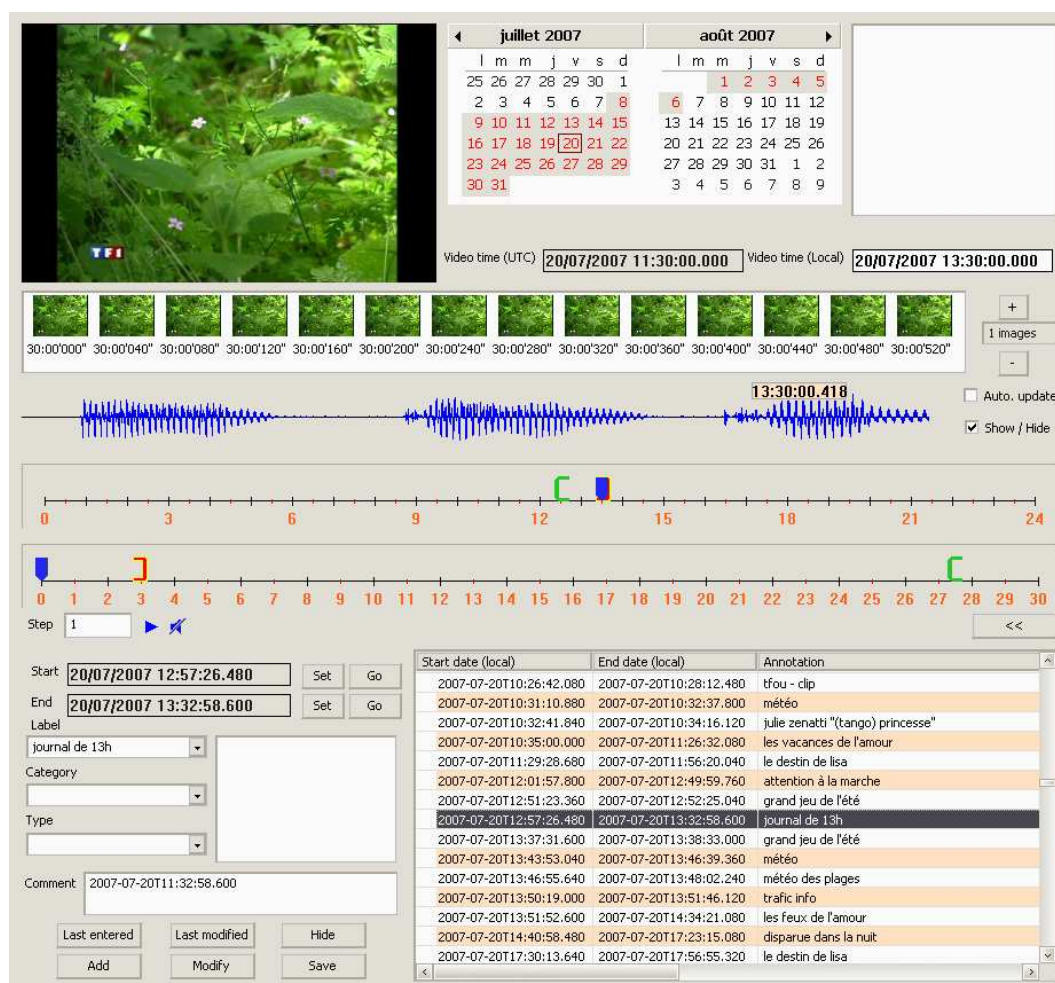 juillet 2007 août 2007
l m m j v s d l m m j v s d
25 26 27 28 29 30 1 1 2 3 4 5
2 3 4 5 6 7 8 6 7 8 9 10 11 12
9 10 11 12 13 14 15 13 14 15 16 17 18 19
16 17 18 19 20 21 22 20 21 22 23 24 25 26
23 24 25 26 27 28 29 27 28 29 30 31 1 2
30 31 3 4 5 6 7 8 9
TF1
Video time (UTC) 20/07/2007 11:30:00.000 Video time (Local) 20/07/2007 13:30:00.000
30:00'000" 30:00'040" 30:00'080" 30:00'120" 30:00'160" 30:00'200" 30:00'240" 30:00'280" 30:00'320" 30:00'360" 30:00'400" 30:00'440" 30:00'480" 30:00'520"
+
1 images
-
13:30:00.418
Auto. update
Show / Hide
0 3 6 9 12 15 18 21 24
0 1 2 3 4 5 6 7 8 9 10 11 12 13 14 15 16 17 18 19 20 21 22 23 24 25 26 27 28 29 30
Step 1 <<
Start 20/07/2007 12:57:26.480 Set Go
End 20/07/2007 13:32:58.600 Set Go
Label
journal de 13h
Category
Type
Comment 2007-07-20T11:32:58.600
Last entered Last modified Hide
Add Modify Save
Start date (local) End date (local) Annotation
2007-07-20T10:26:42.080 2007-07-20T10:28:12.480 tfou - clip
2007-07-20T10:31:10.880 2007-07-20T10:32:37.800 météo
2007-07-20T10:32:41.840 2007-07-20T10:34:16.120 julie zenatti "(tango) princesse"
2007-07-20T10:35:00.000 2007-07-20T11:26:32.080 les vacances de l'amour
2007-07-20T11:29:28.680 2007-07-20T11:56:20.040 le destin de lisa
2007-07-20T12:01:57.800 2007-07-20T12:49:59.760 attention à la marche
2007-07-20T12:51:23.360 2007-07-20T12:52:25.040 grand jeu de l'été
2007-07-20T12:57:26.480 2007-07-20T13:32:58.600 journal de 13h
2007-07-20T13:37:31.600 2007-07-20T13:38:33.000 grand jeu de l'été
2007-07-20T13:43:53.040 2007-07-20T13:46:39.360 météo
2007-07-20T13:46:55.640 2007-07-20T13:48:02.240 météo des plages
2007-07-20T13:50:19.000 2007-07-20T13:51:46.120 trafic info
2007-07-20T13:51:52.600 2007-07-20T14:34:21.080 les feux de l'amour
2007-07-20T14:40:58.480 2007-07-20T17:23:15.080 disparue dans la nuit
2007-07-20T17:30:13.640 2007-07-20T17:56:55.320 le destin de lisa